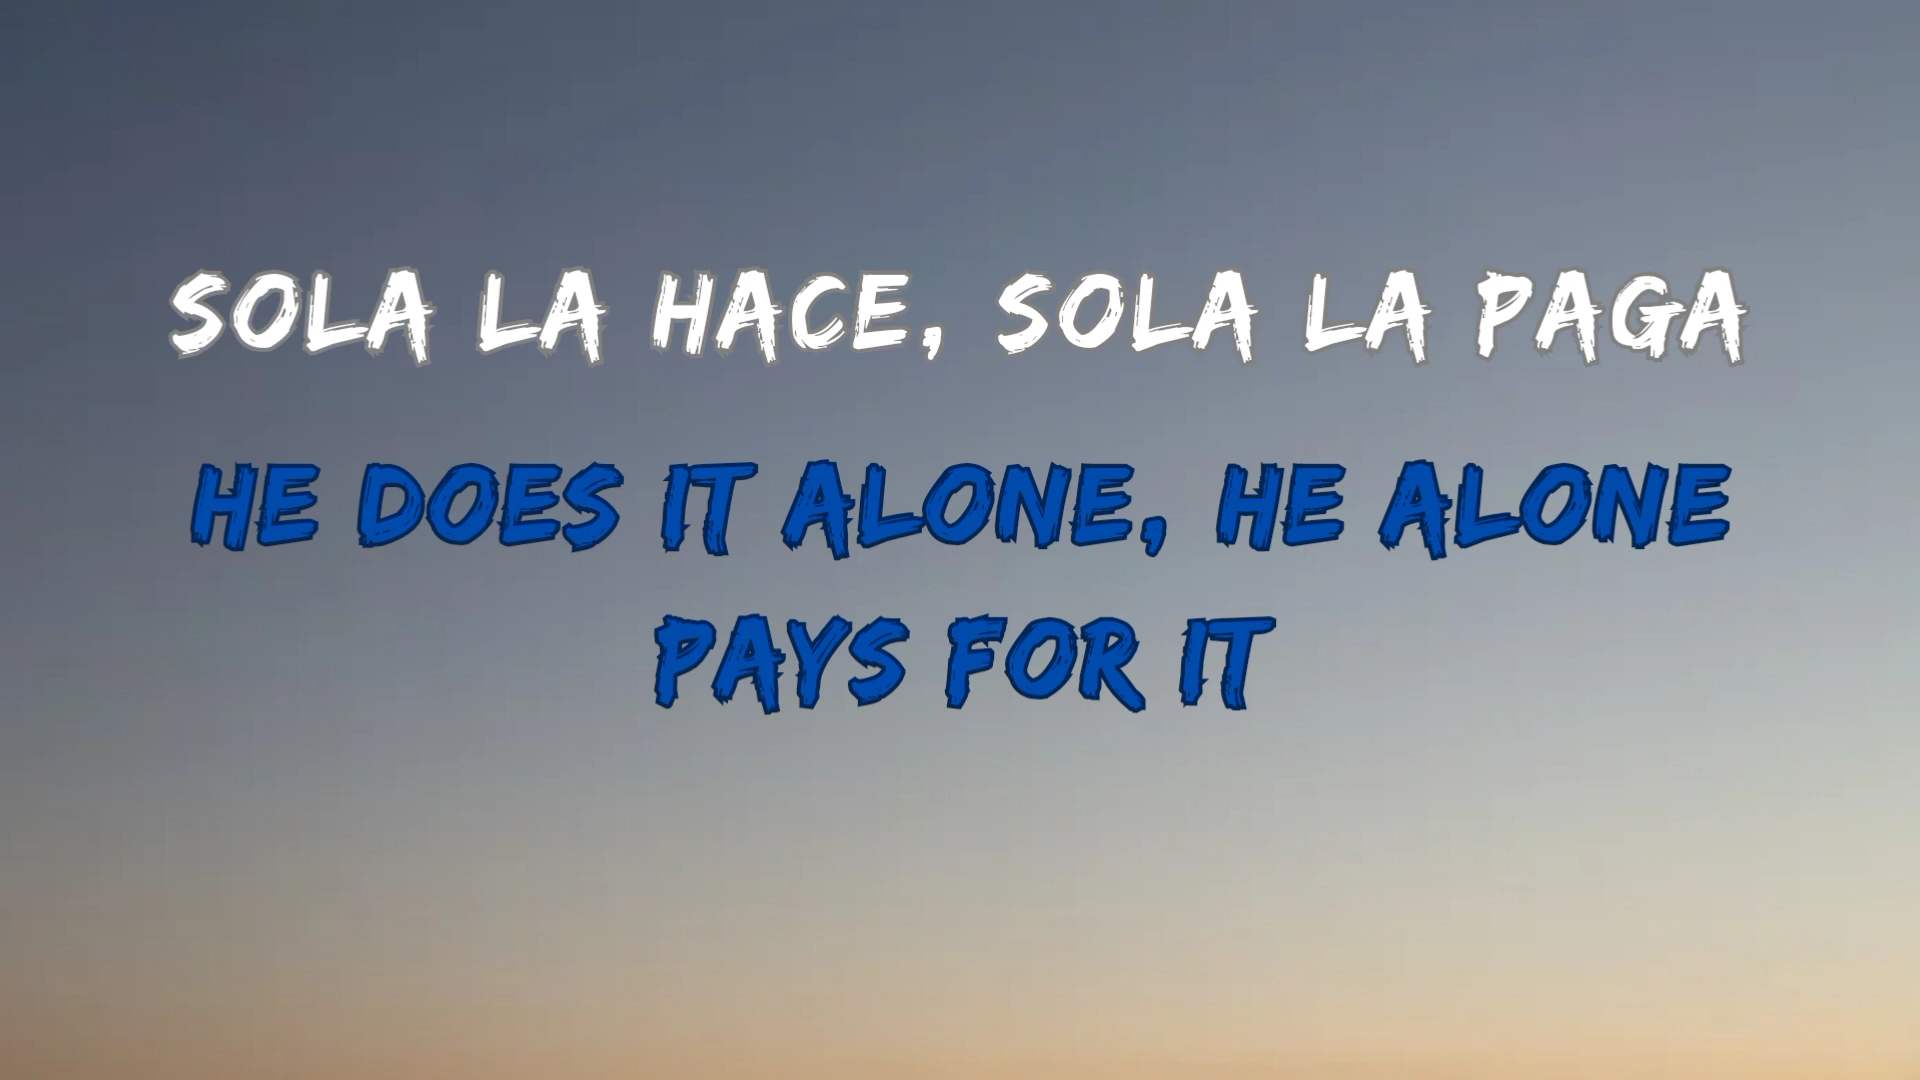 SOLA LA HACE, SOLA LA PAGA
HE DOES IT ALONE, HE ALONE
PAYS FOR IT